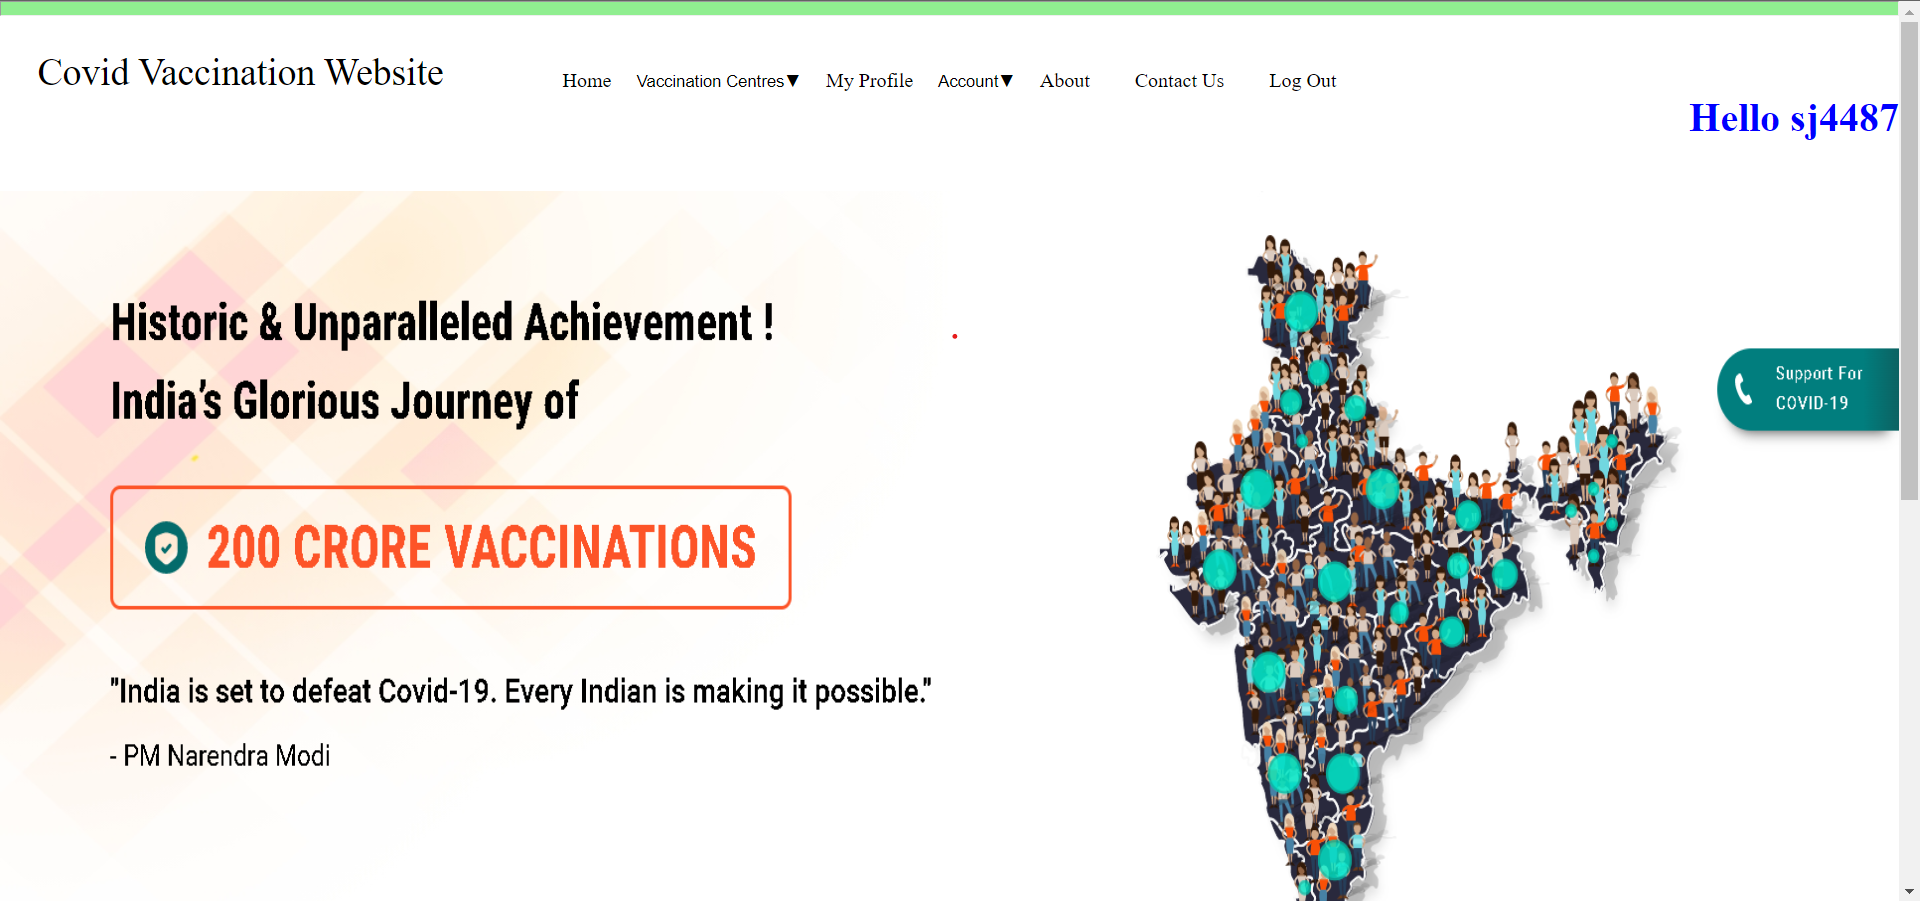 Covid Vaccination Website
Home Vaccination Centres▼ My Profile Account▼ About Contact Us Log Out
Hello sj4487
Historic & Unparalleled Achievement !
India's Glorious Journey of
200 CRORE VACCINATIONS
"India is set to defeat Covid-19. Every Indian is making it possible."
- PM Narendra Modi
Support For
COVID-19